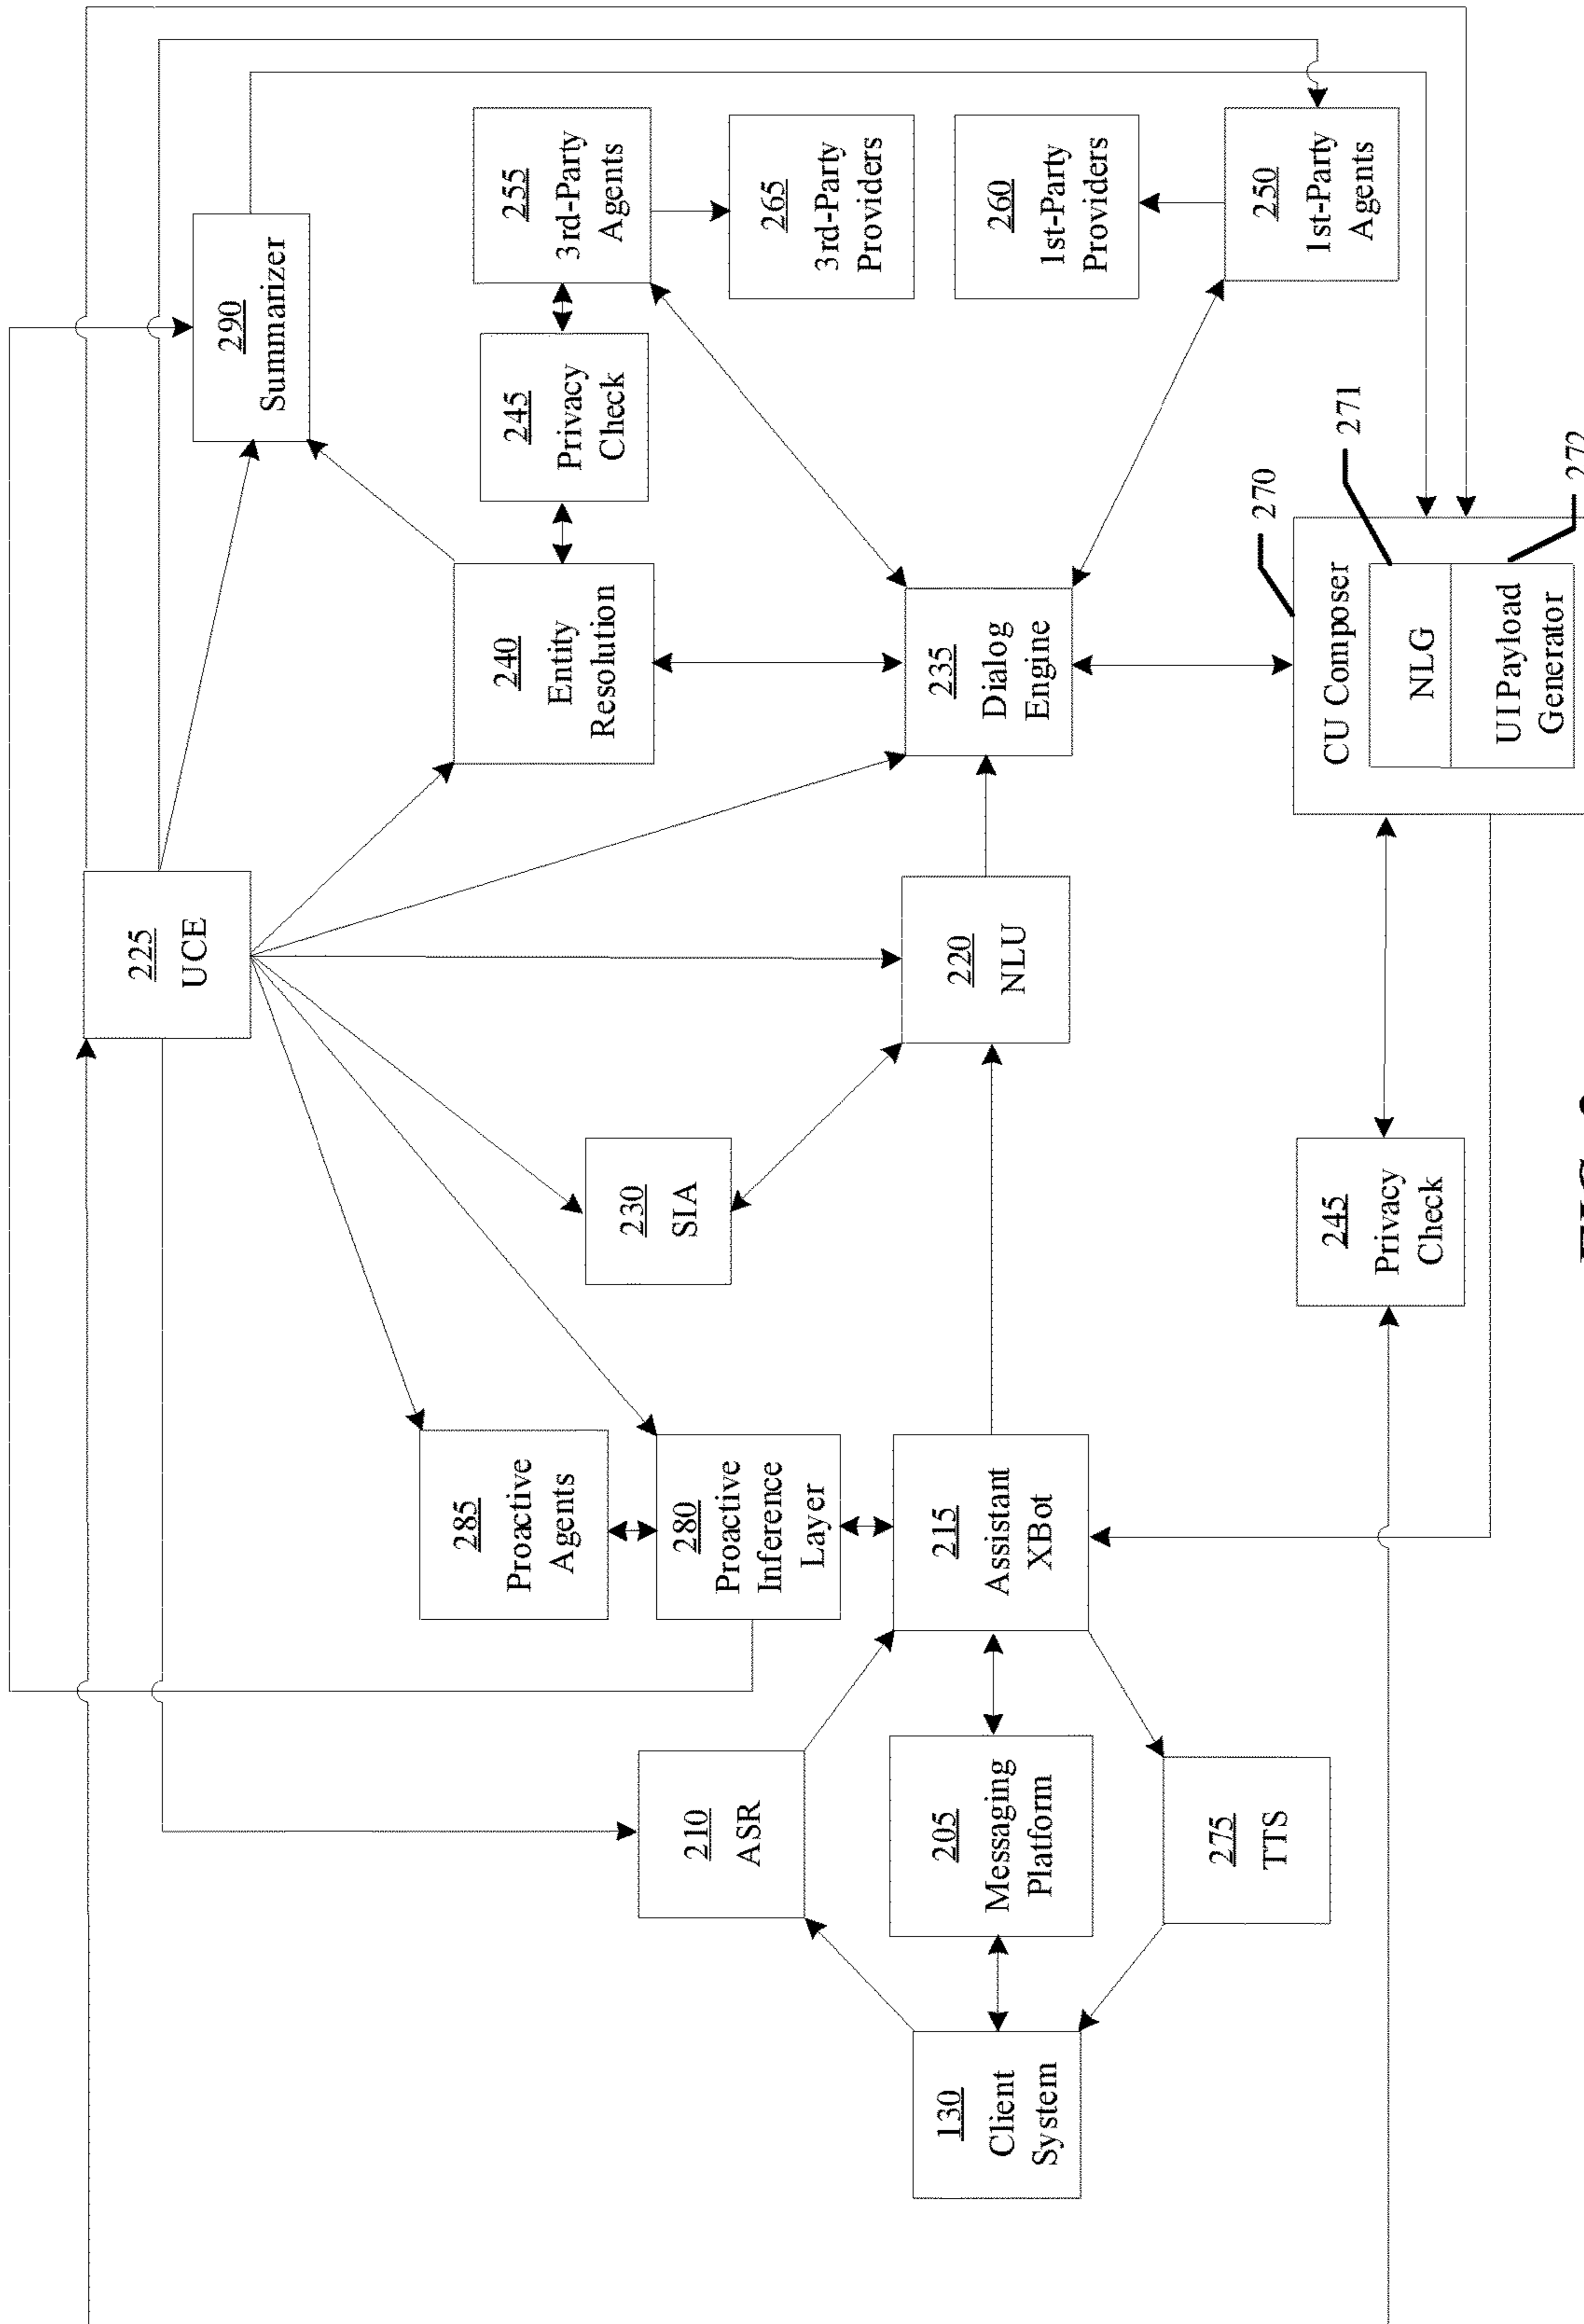 225
UCE
290
Summarizer
285
Proactive
Agents
240
Entity
Resolution
245
Privacy
Check
255
3rd-Party
Agents
230
SIA
210
ASR
280
Proactive
Inference
Layer
265
3rd-Party
Providers
130
Client
System
205
Messaging
Platform
215
Assistant
XBot
220
NLU
235
Dialog
Engine
260
1st-Party
Providers
275
TTS
250
1st-Party
Agents
245
Privacy
Check
270
CU Composer
271
NLG
272
UI Payload
Generator